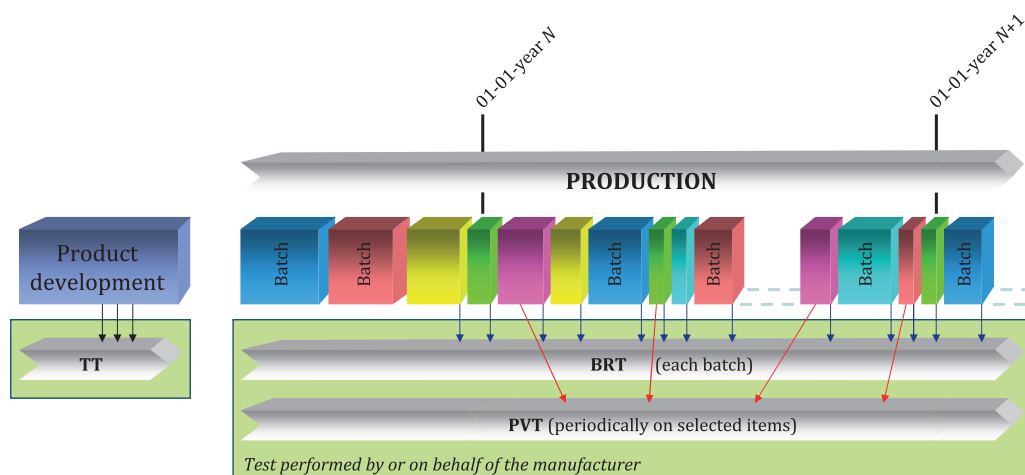 01-01-year N
01-01-year N+1
PRODUCTION
Product
development
Batch
Batch
Batch
Batch
Batch
TT
BRT (each batch)
PVT (periodically on selected items)
Test performed by or on behalf of the manufacturer